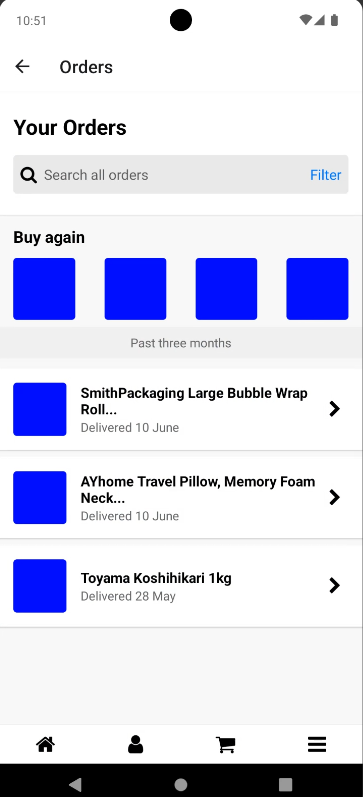 10:51
Orders
Your Orders
Search all orders
Filter
Buy again
Past three months
SmithPackaging Large Bubble Wrap
Roll...
Delivered 10 June
AYhome Travel Pillow, Memory Foam
Neck...
Delivered 10 June
Toyama Koshihikari 1kg
Delivered 28 May